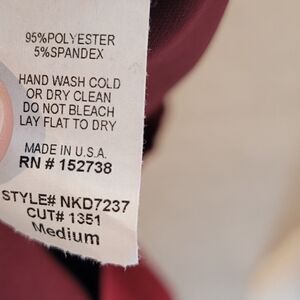 95%POLYESTER
5%SPANDEX
HAND WASH COLD
OR DRY CLEAN
DO NOT BLEACH
LAY FLAT TO DRY
MADE IN U.S.A.
RN # 152738
STYLE# NKD7237
CUT# 1351
Medium